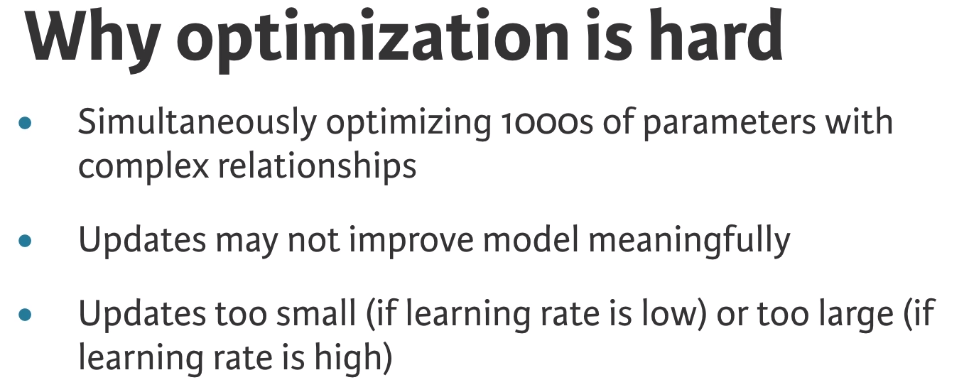 Why optimization is hard
• Simultaneously optimizing 1000s of parameters with
complex relationships
• Updates may not improve model meaningfully
• Updates too small (if learning rate is low) or too large (if
learning rate is high)